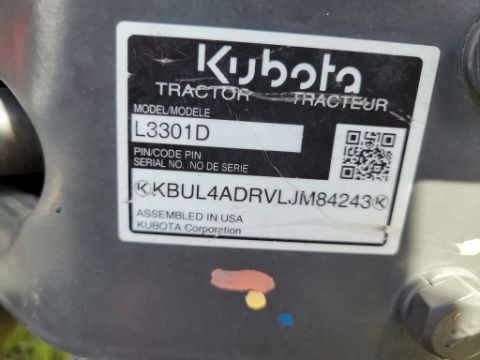 Kubota
TRACTOR TRACTEUR
MODEL/MODELE
L3301D
PIN/CODE PIN
SERIAL NO. /NO DE SERIE
KKBUL4ADRVLJM84243K
ASSEMBLED IN USA
KUBOTA Corporation